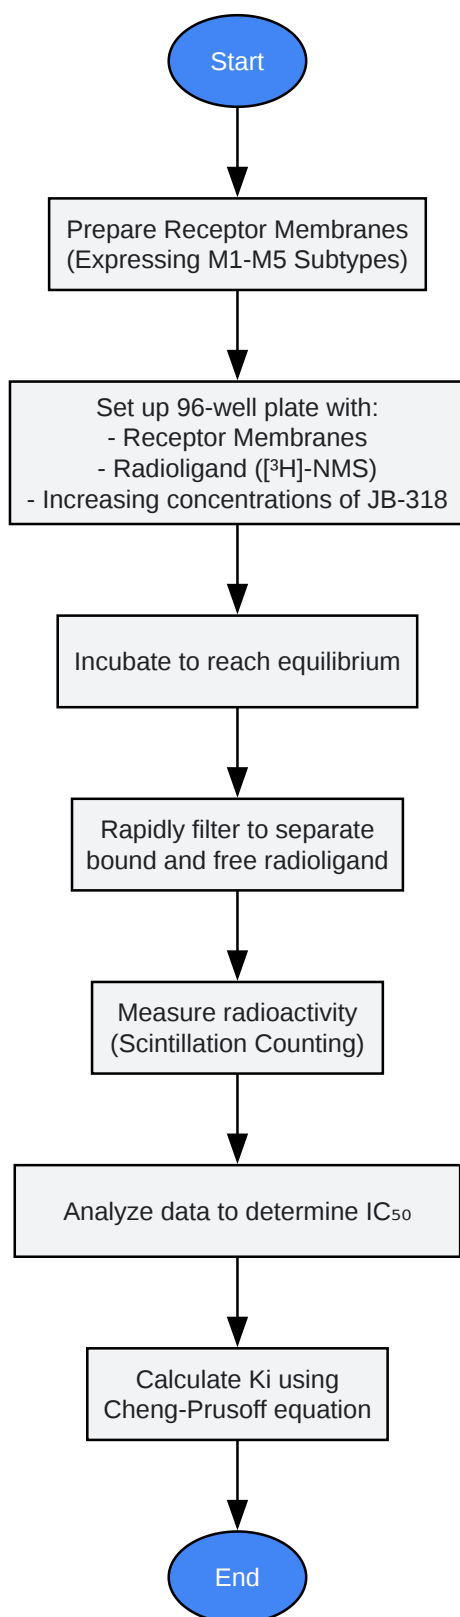 Start
Prepare Receptor Membranes
(Expressing M1-M5 Subtypes)
Set up 96-well plate with:
- Receptor Membranes
- Radioligand ([³H]-NMS)
- Increasing concentrations of JB-318
Incubate to reach equilibrium
Rapidly filter to separate
bound and free radioligand
Measure radioactivity
(Scintillation Counting)
Analyze data to determine IC₅₀
Calculate Ki using
Cheng-Prusoff equation
End